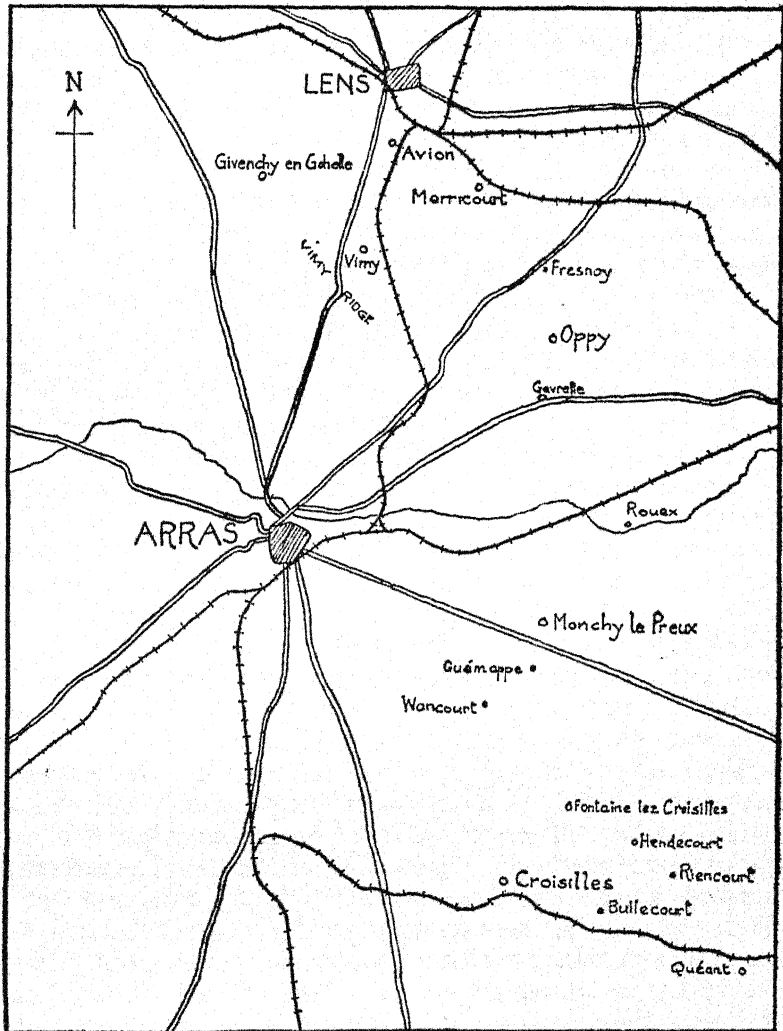 LENS
N
Avion
Givenchy en Gohelle
Merricourt
VIMY
Vimy
RIDGE
Fresnoy
Oppy
Gavrelle
Roeux
ARRAS
Monchy le Preux
Guémappe
Wancourt
Fontaine lez Croisilles
Hendecourt
Riencourt
Croisilles
Bullecourt
Quéant